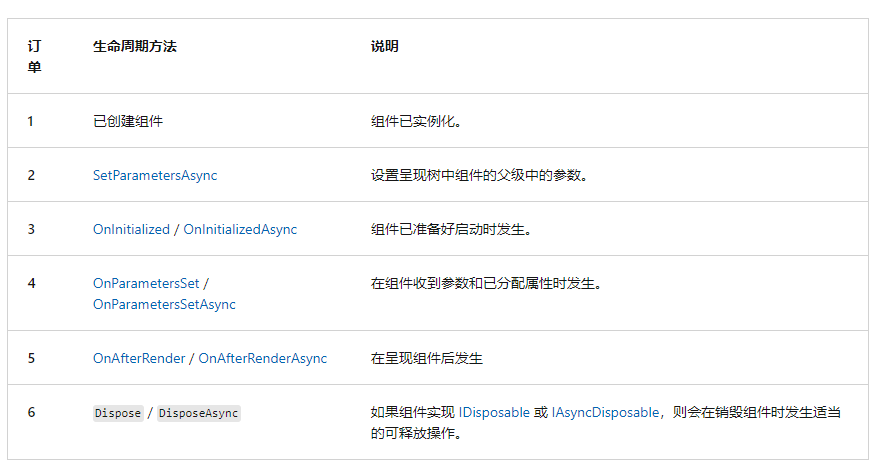 订
单
生命周期方法
说明
1
已创建组件
组件已实例化。
2
SetParametersAsync
设置呈现树中组件的父级中的参数。
3
OnInitialized / OnInitializedAsync
组件已准备好启动时发生。
4
OnParametersSet /
OnParametersSetAsync
在组件收到参数和已分配属性时发生。
5
OnAfterRender / OnAfterRenderAsync
在呈现组件后发生
6
Dispose / DisposeAsync
如果组件实现 IDisposable 或 IAsyncDisposable，则会在销毁组件时发生适当
的可释放操作。